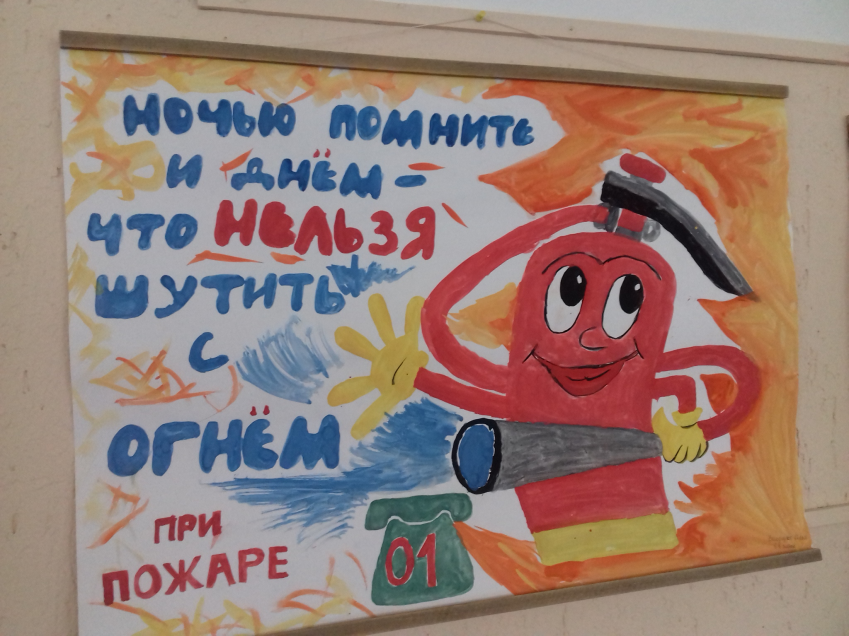 НОЧЬЮ ПОМНИТЕ
И ДНЁМ -
ЧТО НЕЛЬЗЯ
ШУТИТЬ
С
ОГНЁМ
ПРИ
ПОЖАРЕ
01